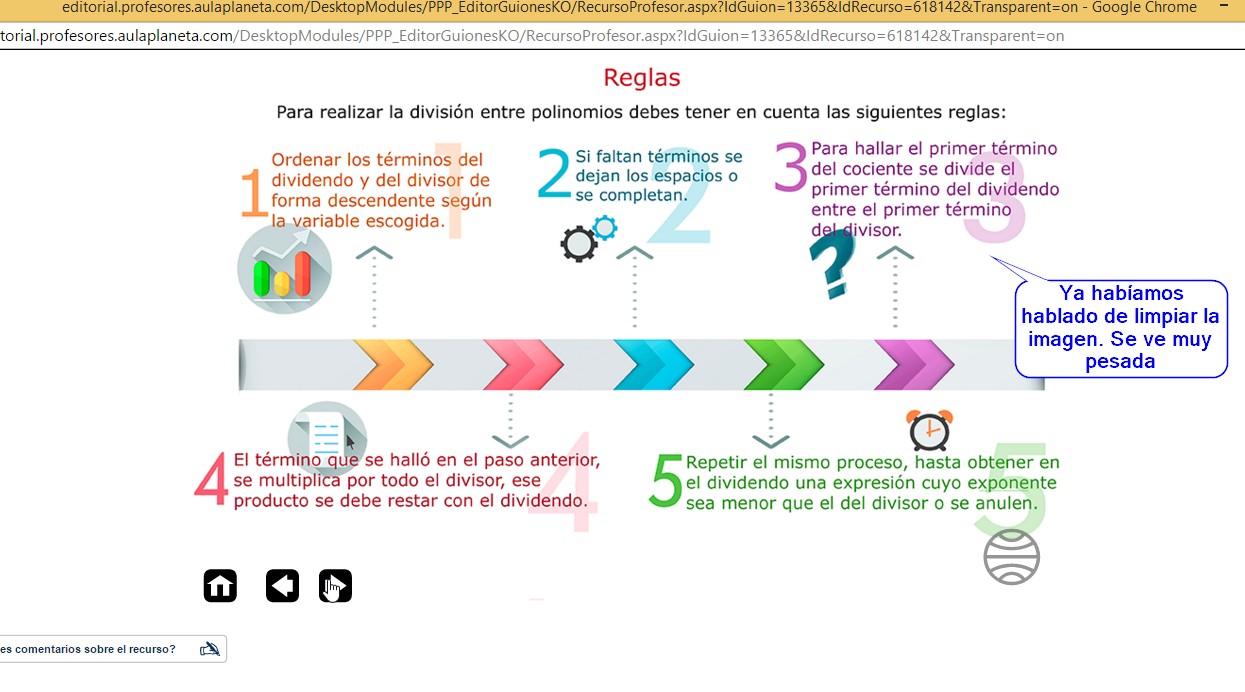 editorial.profesores.aulaplaneta.com/DesktopModules/PPP_EditorGuionesKO/RecursoProfesor.aspx?IdGuion=13365&IdRecurso=618142&Transparent=on - Google Chrome
torial.profesores.aulaplaneta.com/DesktopModules/PPP_EditorGuionesKO/RecursoProfesor.aspx?IdGuion=13365&IdRecurso=618142&Transparent=on
Reglas
Para realizar la división entre polinomios debes tener en cuenta las siguientes reglas:
1
1
Ordenar los términos del
dividendo y del divisor de
forma descendente según
la variable escogida.
2
2
Si faltan términos se
dejan los espacios o
se completan.
3
3
Para hallar el primer término
del cociente se divide el
primer término del dividendo
entre el primer término
del divisor.
?
Ya habíamos
hablado de limpiar la
imagen. Se ve muy
pesada
4
4
El término que se halló en el paso anterior,
se multiplica por todo el divisor, ese
producto se debe restar con el dividendo.
5
5
Repetir el mismo proceso, hasta obtener en
el dividendo una expresión cuyo exponente
sea menor que el del divisor o se anulen.
es comentarios sobre el recurso?